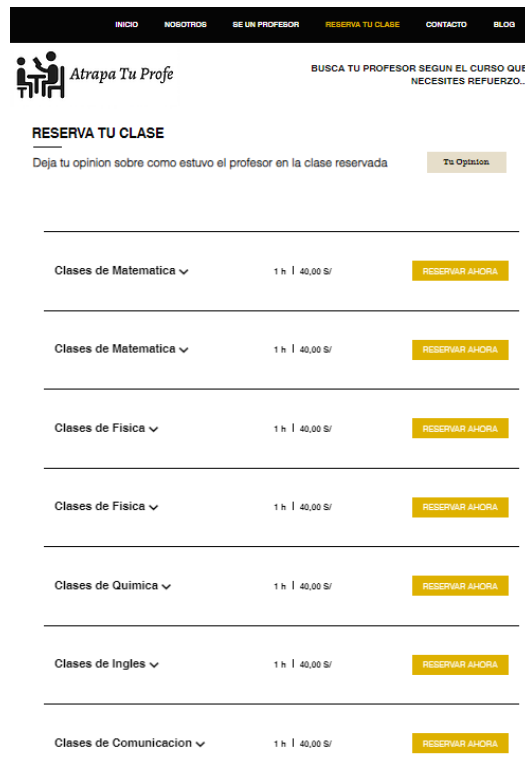 INICIO NOSOTROS SE UN PROFESOR RESERVA TU CLASE CONTACTO BLOG
Atrapa Tu Profe
BUSCA TU PROFESOR SEGUN EL CURSO QUE
NECESITES REFUERZO..
RESERVA TU CLASE
Deja tu opinion sobre como estuvo el profesor en la clase reservada
Tu Opinion
Clases de Matematica 1 h | 40,00 S/ RESERVAR AHORA
Clases de Matematica 1 h | 40,00 S/ RESERVAR AHORA
Clases de Fisica 1 h | 40,00 S/ RESERVAR AHORA
Clases de Fisica 1 h | 40,00 S/ RESERVAR AHORA
Clases de Quimica 1 h | 40,00 S/ RESERVAR AHORA
Clases de Ingles 1 h | 40,00 S/ RESERVAR AHORA
Clases de Comunicacion 1 h | 40,00 S/ RESERVAR AHORA